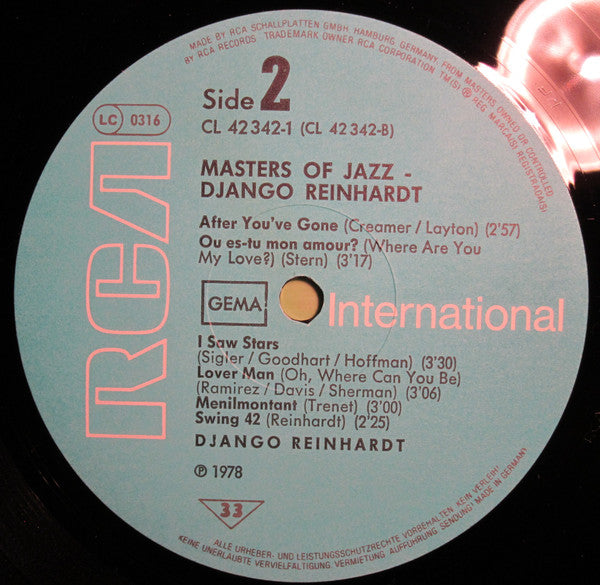 MADE BY RCA SCHALLPLATTEN GMBH HAMBURG, GERMANY, FROM MASTERS OWNED OR CONTROLLED
BY RCA RECORDS TRADEMARK OWNER RCA CORPORATION TM(S) ® REG. MARCA(S) REGISTRADA(S)
Side 2
CL 42342-1 (CL 42342-B)
LC 0316
RCA
MASTERS OF JAZZ -
DJANGO REINHARDT
After You've Gone (Creamer / Layton) (2'57)
Ou es-tu mon amour? (Where Are You
My Love?) (Stern) (3'17)
GEMA
International
I Saw Stars
(Sigler / Goodhart / Hoffman) (3'30)
Lover Man (Oh, Where Can You Be)
(Ramirez / Davis / Sherman) (3'06)
Menilmontant (Trenet) (3'00)
Swing 42 (Reinhardt) (2'25)
DJANGO REINHARDT
℗ 1978
33
ALLE URHEBER- UND LEISTUNGSSCHUTZRECHTE VORBEHALTEN. KEIN VERLEIH!
KEINE UNERLAUBTE VERVIELFÄLTIGUNG, VERMIETUNG, AUFFÜHRUNG, SENDUNG! MADE IN GERMANY